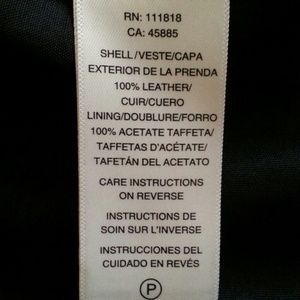 RN: 111818
CA: 45885
SHELL/VESTE/CAPA
EXTERIOR DE LA PRENDA
100% LEATHER/
CUIR/CUERO
LINING/DOUBLURE/FORRO
100% ACETATE TAFFETA/
TAFFETAS D'ACÉTATE/
TAFETÁN DEL ACETATO
CARE INSTRUCTIONS
ON REVERSE
INSTRUCTIONS DE
SOIN SUR L'INVERSE
INSTRUCCIONES DEL
CUIDADO EN REVÉS
P